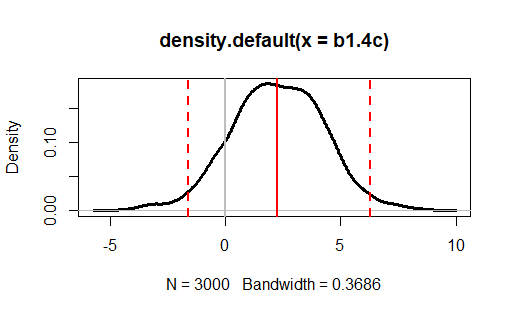 density.default(x = b1.4c)
Density
0.10
0.00
-5
0
5
10
N = 3000   Bandwidth = 0.3686